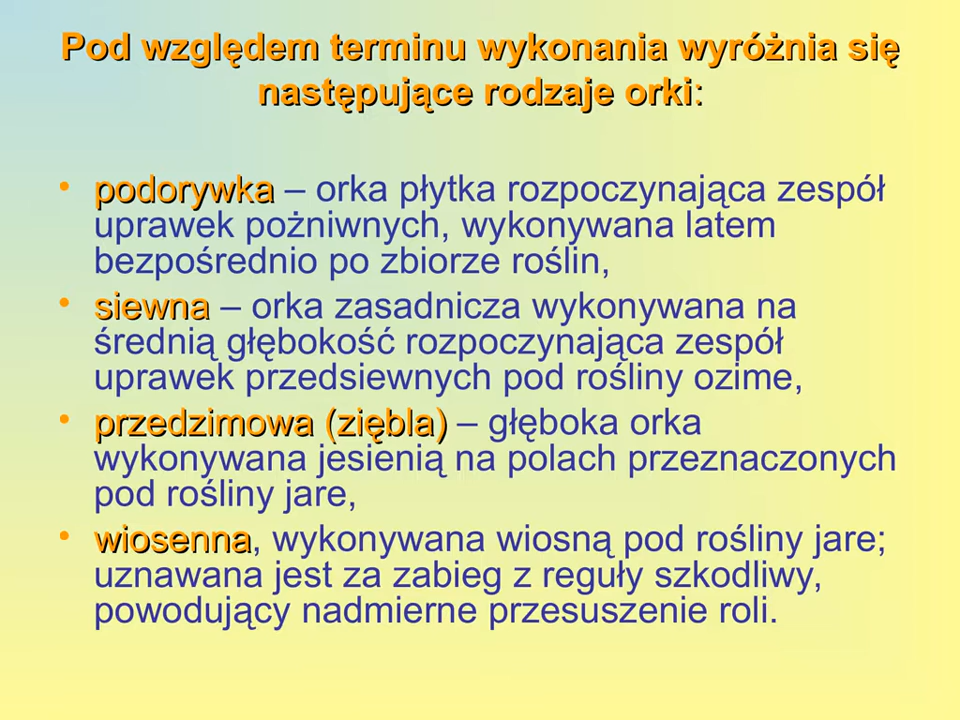 Pod względem terminu wykonania wyróżnia się
następujące rodzaje orki:
• podorywka – orka płytka rozpoczynająca zespół
uprawek pożniwnych, wykonywana latem
bezpośrednio po zbiorze roślin,
• siewna – orka zasadnicza wykonywana na
średnią głębokość rozpoczynająca zespół
uprawek przedsiewnych pod rośliny ozime,
• przedzimowa (ziębla) – głęboka orka
wykonywana jesienią na polach przeznaczonych
pod rośliny jare,
• wiosenna, wykonywana wiosną pod rośliny jare;
uznawana jest za zabieg z reguły szkodliwy,
powodujący nadmierne przesuszenie roli.